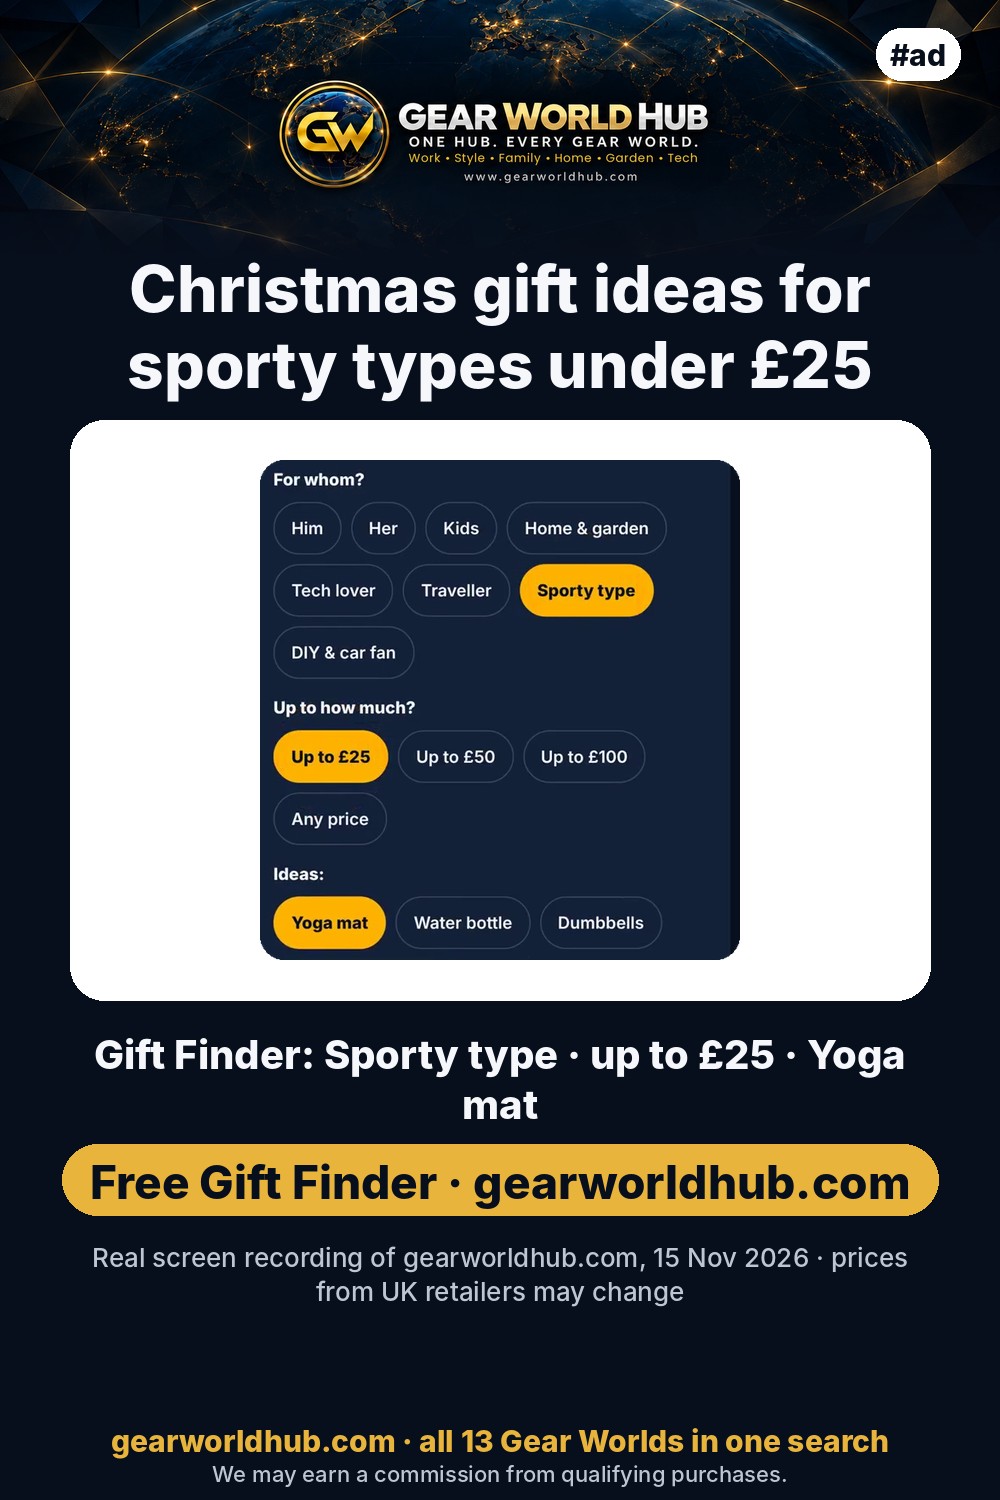 #ad
GW
GEAR WORLD HUB
ONE HUB. EVERY GEAR WORLD.
Work • Style • Family • Home • Garden • Tech
www.gearworldhub.com
Christmas gift ideas for
sporty types under £25
For whom?
Him Her Kids Home & garden
Tech lover Traveller Sporty type
DIY & car fan
Up to how much?
Up to £25 Up to £50 Up to £100
Any price
Ideas:
Yoga mat Water bottle Dumbbells
Gift Finder: Sporty type · up to £25 · Yoga
mat
Free Gift Finder · gearworldhub.com
Real screen recording of gearworldhub.com, 15 Nov 2026 · prices
from UK retailers may change
gearworldhub.com · all 13 Gear Worlds in one search
We may earn a commission from qualifying purchases.